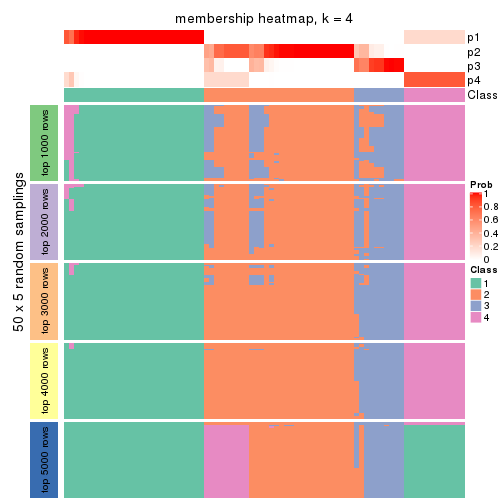 membership heatmap, k = 4
p1
p2
p3
p4
Class
50 x 5 random samplings
top 1000 rows
top 2000 rows
top 3000 rows
top 4000 rows
top 5000 rows
Prob
1
0.8
0.6
0.4
0.2
0
Class
1
2
3
4